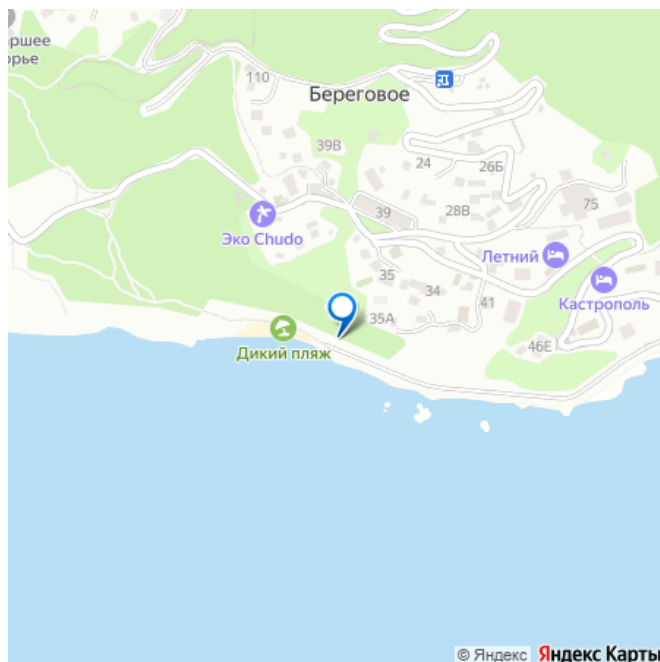 ршее
орье
110
Береговое
39В
24
26Б
75
39
28В
Эко Chudo
Летний
35
34
Кастрополь
41
35А
46Е
Дикий пляж
© Яндекс Яндекс Карты